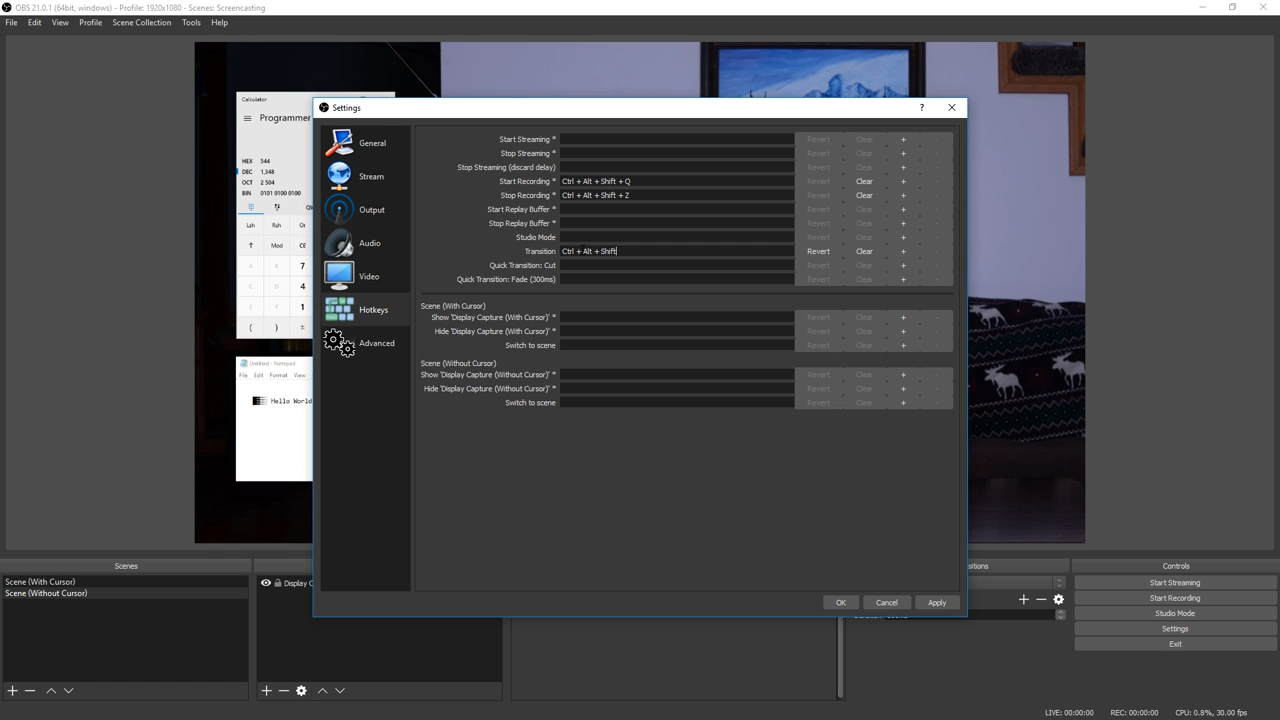 OBS 21.0.1 (64bit, windows) - Profile: 1920x1080 - Scenes: Screencasting
File Edit View Profile Scene Collection Tools Help
Calculator
Programmer
HEX 544
DEC 1,348
OCT 2 504
BIN 0101 0100 0100
Lsh Rsh Or
Mod CE
A B 7
C D 4
E F 1
( ) ±
Untitled - Notepad
File Edit Format View
Hello World
Settings ? ×
General
Stream
Output
Audio
Video
Hotkeys
Advanced
Start Streaming * Revert Clear + -
Stop Streaming * Revert Clear + -
Stop Streaming (discard delay) Revert Clear + -
Start Recording * Ctrl + Alt + Shift + Q Revert Clear + -
Stop Recording * Ctrl + Alt + Shift + Z Revert Clear + -
Start Replay Buffer * Revert Clear + -
Stop Replay Buffer * Revert Clear + -
Studio Mode Revert Clear + -
Transition Ctrl + Alt + Shift Revert Clear + -
Quick Transition: Cut Revert Clear + -
Quick Transition: Fade (300ms) Revert Clear + -
Scene (With Cursor)
Show 'Display Capture (With Cursor)' * Revert Clear + -
Hide 'Display Capture (With Cursor)' * Revert Clear + -
Switch to scene Revert Clear + -
Scene (Without Cursor)
Show 'Display Capture (Without Cursor)' * Revert Clear + -
Hide 'Display Capture (Without Cursor)' * Revert Clear + -
Switch to scene Revert Clear + -
OK Cancel Apply
Scenes
Scene (With Cursor)
Scene (Without Cursor)
Display C
sitions
Controls
Start Streaming
Start Recording
Studio Mode
Settings
Exit
LIVE: 00:00:00 REC: 00:00:00 CPU: 0.8%, 30.00 fps